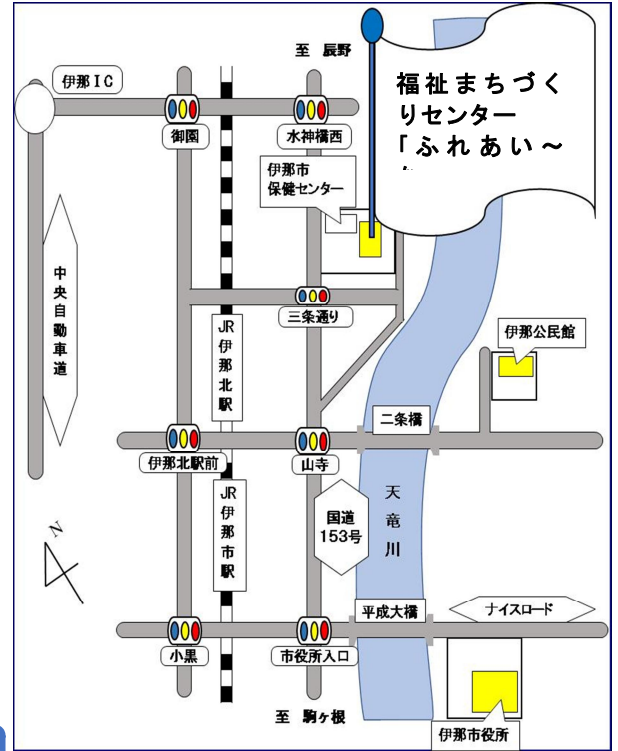 至 辰野
伊那IC
福祉まちづく
りセンター
「ふれあい～
御園
水神橋西
伊那市
保健センター
中央自動車道
三条通り
JR伊那北駅
伊那公民館
二条橋
伊那北駅前
山寺
JR伊那市駅
国道
153号
天竜川
N
平成大橋
ナイスロード
小黒
市役所入口
至 駒ヶ根
伊那市役所